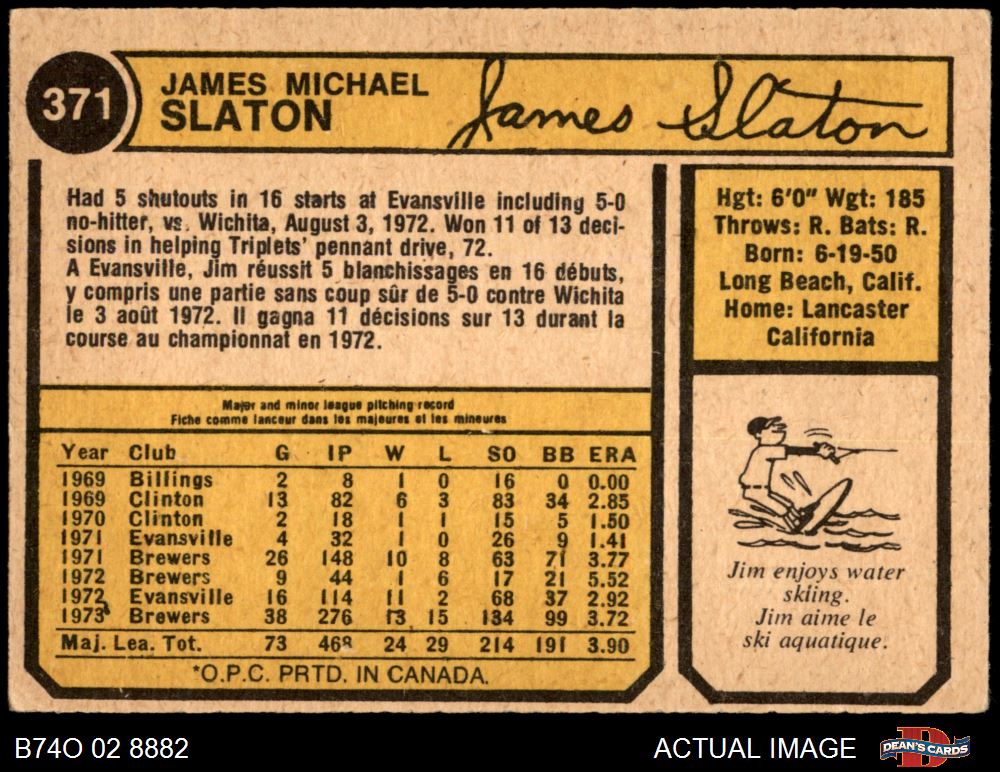 371
JAMES MICHAEL
SLATON
James Slaton
Had 5 shutouts in 16 starts at Evansville including 5-0
no-hitter, vs. Wichita, August 3, 1972. Won 11 of 13 deci-
sions in helping Triplets' pennant drive, 72.
A Evansville, Jim réussit 5 blanchissages en 16 débuts,
y compris une partie sans coup sûr de 5-0 contre Wichita
le 3 août 1972. Il gagna 11 décisions sur 13 durant la
course au championnat en 1972.
Hgt: 6'0" Wgt: 185
Throws: R. Bats: R.
Born: 6-19-50
Long Beach, Calif.
Home: Lancaster
California
Major and minor league pitching record
Fiche comme lanceur dans les majeures et les mineures
Year Club G IP W L SO BB ERA
1969 Billings 2 8 1 0 16 0 0.00
1969 Clinton 13 82 6 3 83 34 2.85
1970 Clinton 2 18 1 1 15 5 1.50
1971 Evansville 4 32 1 0 26 9 1.41
1971 Brewers 26 148 10 8 63 71 3.77
1972 Brewers 9 44 1 6 17 21 5.52
1972 Evansville 16 114 11 2 68 37 2.92
1973 Brewers 38 276 13 15 134 99 3.72
Maj. Lea. Tot. 73 468 24 29 214 191 3.90
*O.P.C. PRTD. IN CANADA.
Jim enjoys water
skiing.
Jim aime le
ski aquatique.
B74O 02 8882
ACTUAL IMAGE
D
DEAN'S CARDS